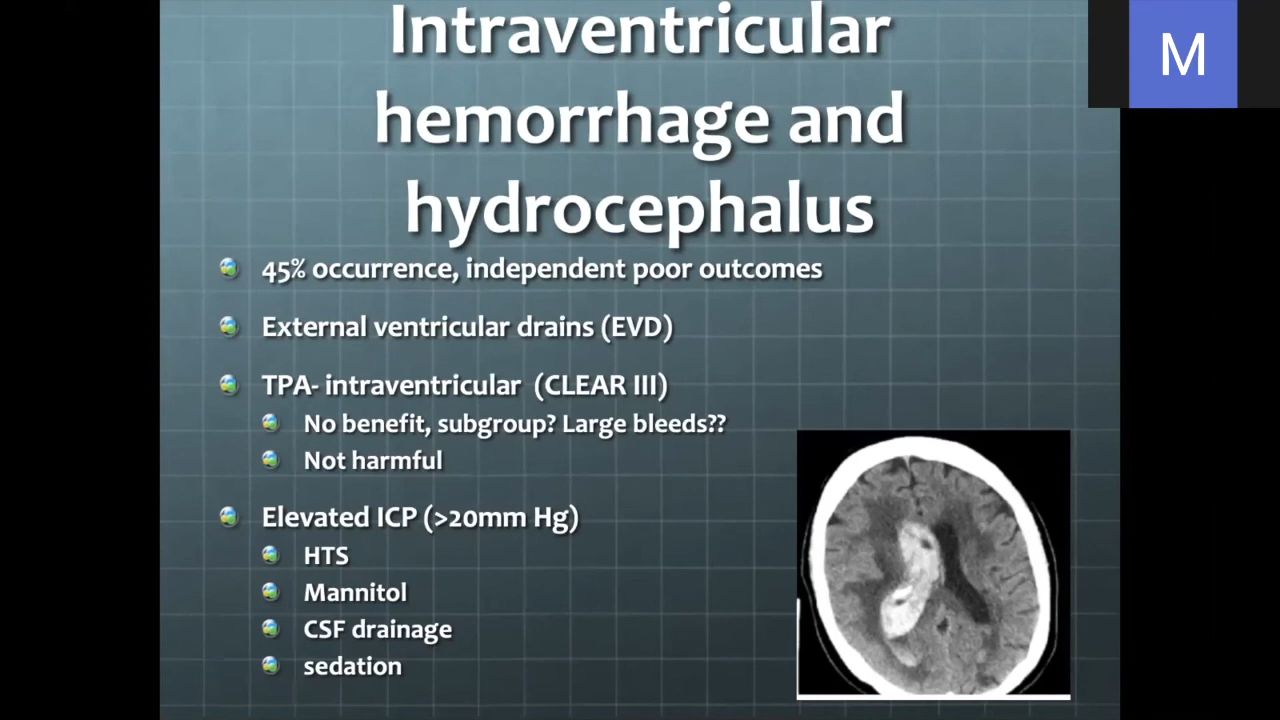 Intraventricular
hemorrhage and
hydrocephalus
M
45% occurrence, independent poor outcomes
External ventricular drains (EVD)
TPA- intraventricular (CLEAR III)
No benefit, subgroup? Large bleeds??
Not harmful
Elevated ICP (>20mm Hg)
HTS
Mannitol
CSF drainage
sedation